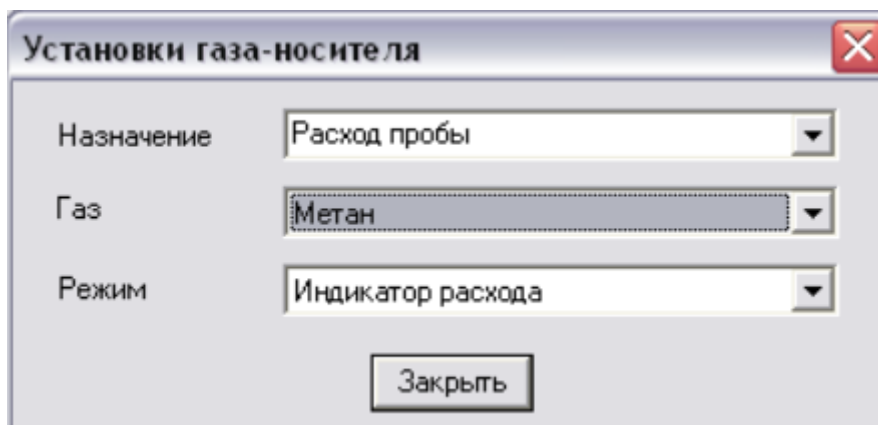 Установки газа-носителя
Назначение Расход пробы
Газ Метан
Режим Индикатор расхода
Закрыть